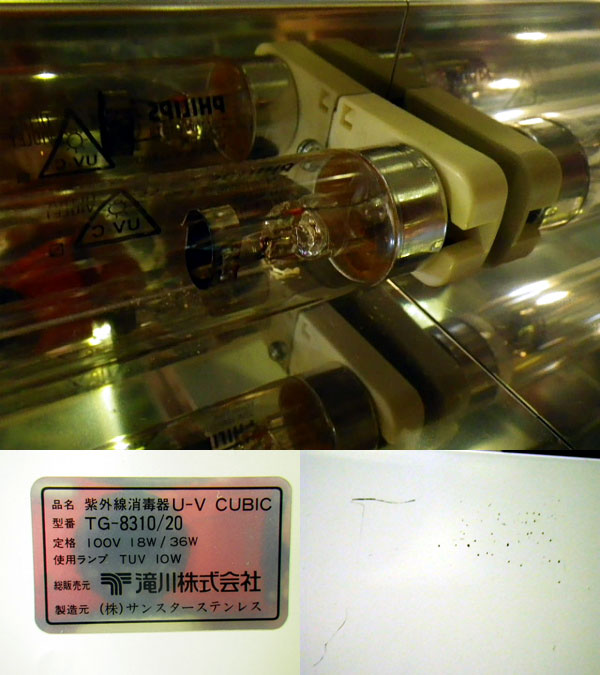 PHILIPS
UV C
UV C
PHILI
品名 紫外線消毒器 U-V CUBIC
型番 TG-8310/20
定格 100V 18W/36W
使用ランプ TUV 10W
総販売元 滝川株式会社
製造元 (株)サンスターステンレス